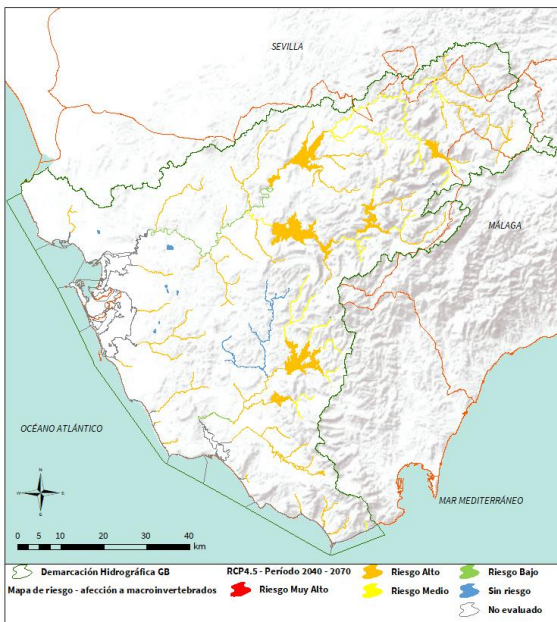 SEVILLA
MÁLAGA
OCÉANO ATLÁNTICO
MAR MEDITERRÁNEO
N
W E
S
0 5 10 20 30 40
km
Demarcación Hidrográfica GB
Mapa de riesgo - afección a macroinvertebrados
RCP4.5 - Período 2040 - 2070
Riesgo Muy Alto
Riesgo Alto
Riesgo Medio
Riesgo Bajo
Sin riesgo
No evaluado